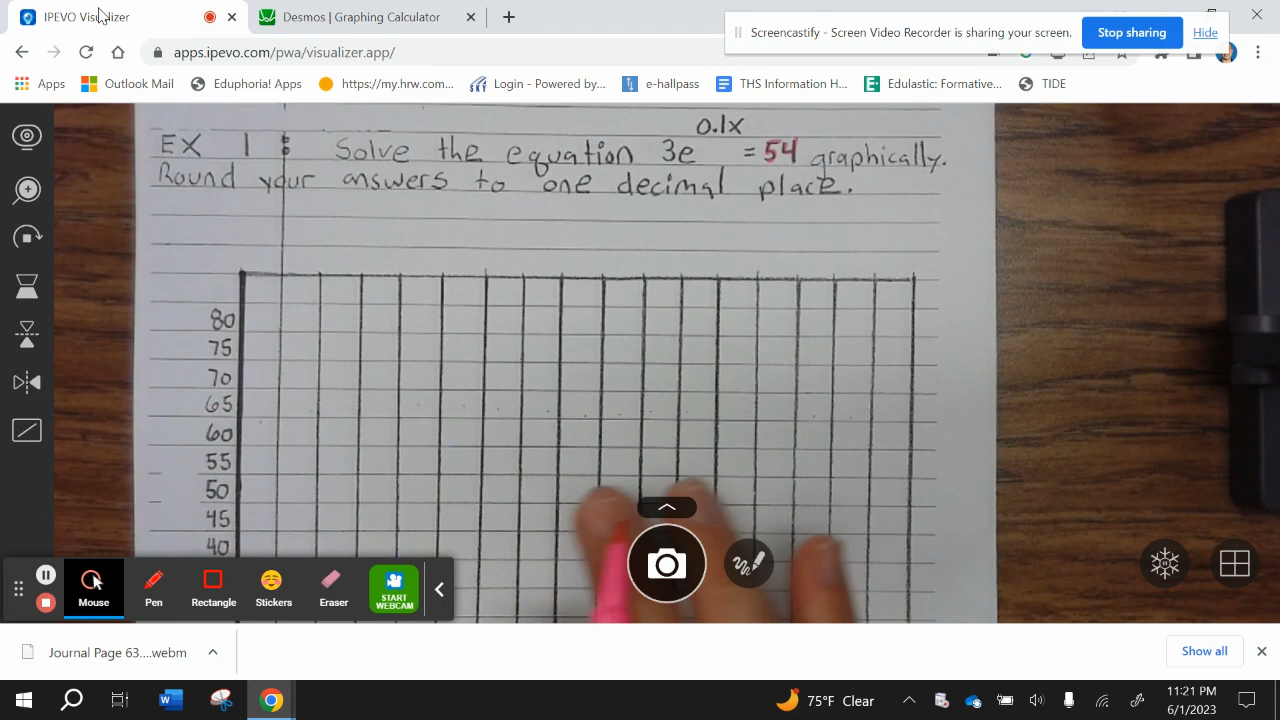 IPEVO Visualizer
Desmos | Graphing Calculator
Screencastify - Screen Video Recorder is sharing your screen.
Stop sharing
Hide
apps.ipevo.com/pwa/visualizer.app/
Apps
Outlook Mail
Eduphoria! A
https://my.hrw.com...
Login - Powered by...
e-hallpass
THS Information H...
Edulastic: Formative...
TIDE
0.1x
EX 1 : Solve the equation 3e = 54 graphically.
Round your answers to one decimal place.
80
75
70
65
60
55
50
45
40
Mouse
Pen
Rectangle
Stickers
Eraser
START WEBCAM
Journal Page 63....webm
Show all
75°F Clear
11:21 PM
6/1/2023